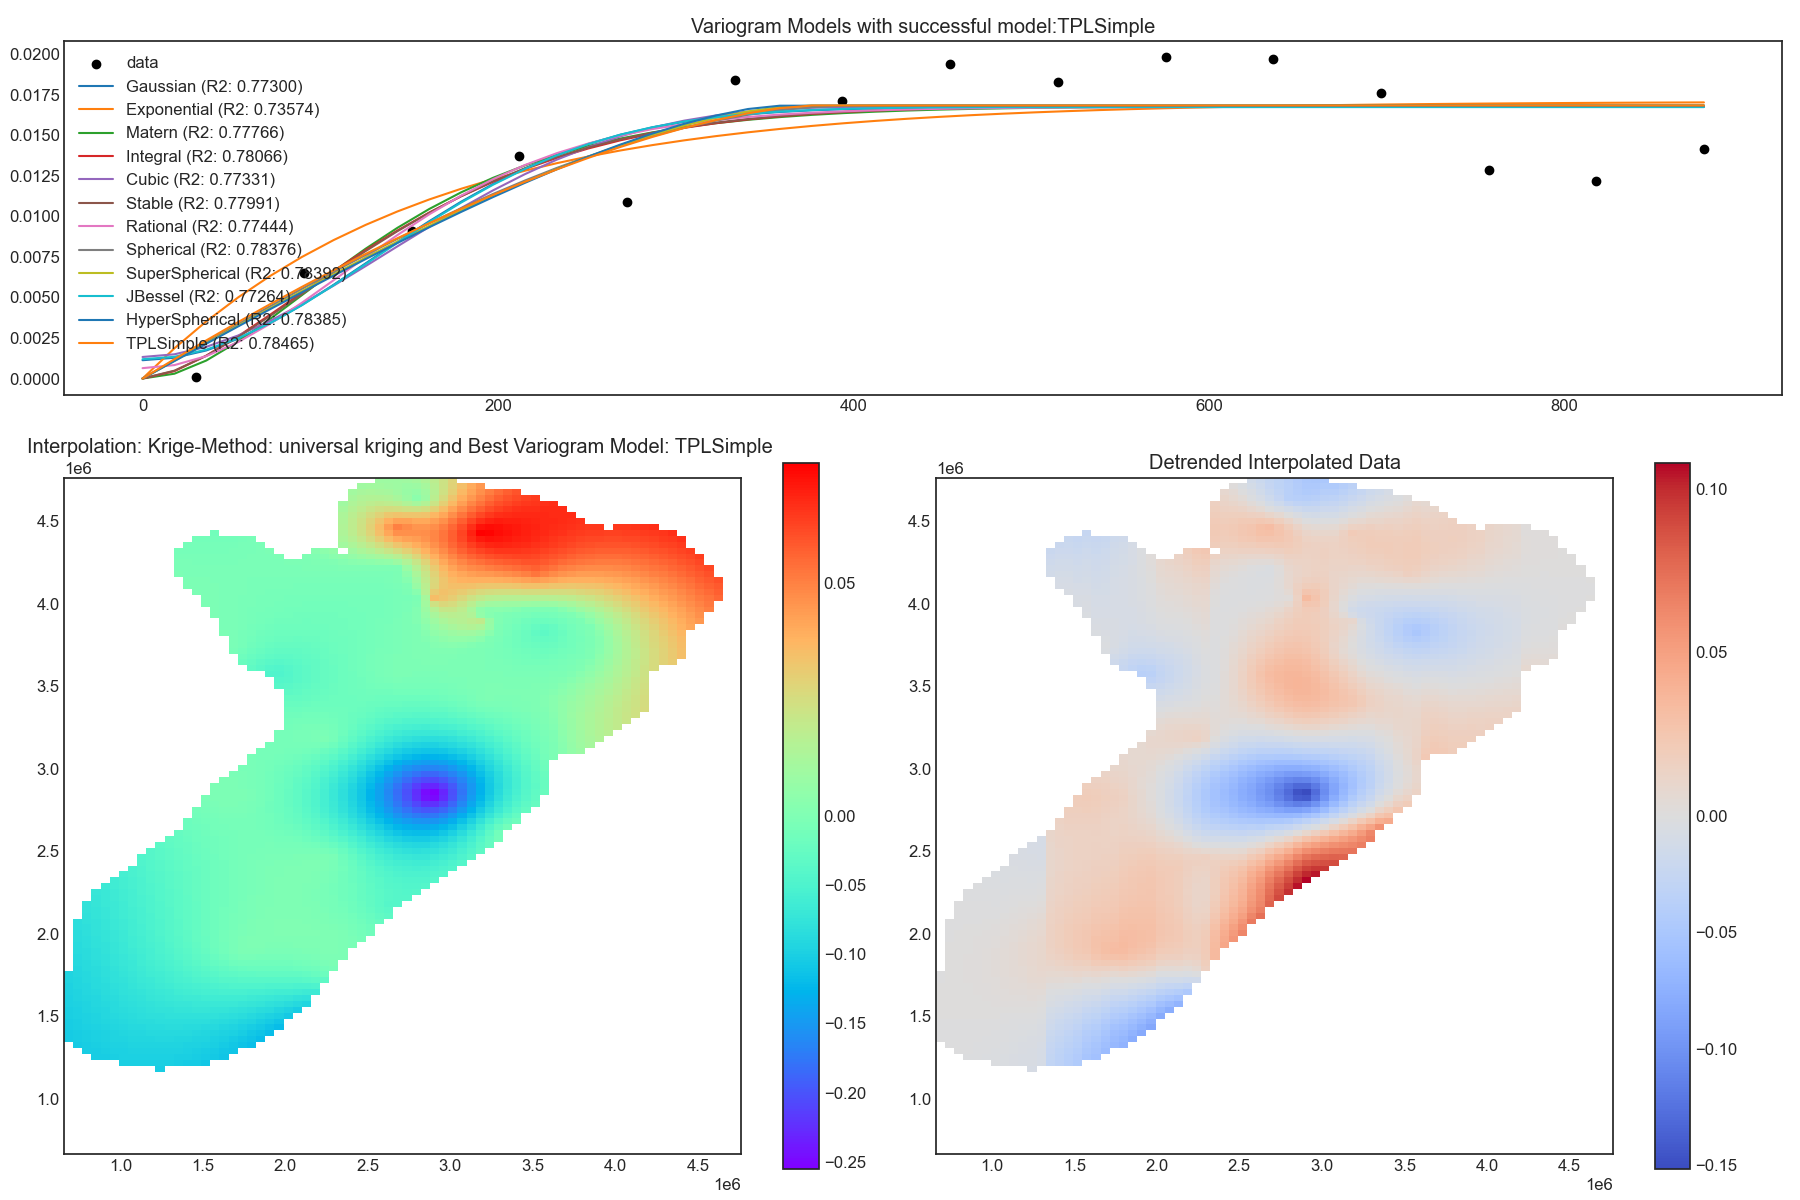 Variogram Models with successful model:TPLSimple
0.0200
0.0175
0.0150
0.0125
0.0100
0.0075
0.0050
0.0025
0.0000
data
Gaussian (R2: 0.77300)
Exponential (R2: 0.73574)
Matern (R2: 0.77766)
Integral (R2: 0.78066)
Cubic (R2: 0.77331)
Stable (R2: 0.77991)
Rational (R2: 0.77444)
Spherical (R2: 0.78376)
SuperSpherical (R2: 0.78392)
JBessel (R2: 0.77264)
HyperSpherical (R2: 0.78385)
TPLSimple (R2: 0.78465)
0 200 400 600 800
Interpolation: Krige-Method: universal kriging and Best Variogram Model: TPLSimple
1e6
4.5
4.0
3.5
3.0
2.5
2.0
1.5
1.0
1.0 1.5 2.0 2.5 3.0 3.5 4.0 4.5
1e6
0.05
0.00
−0.05
−0.10
−0.15
−0.20
−0.25
Detrended Interpolated Data
1e6
4.5
4.0
3.5
3.0
2.5
2.0
1.5
1.0
1.0 1.5 2.0 2.5 3.0 3.5 4.0 4.5
1e6
0.10
0.05
0.00
−0.05
−0.10
−0.15